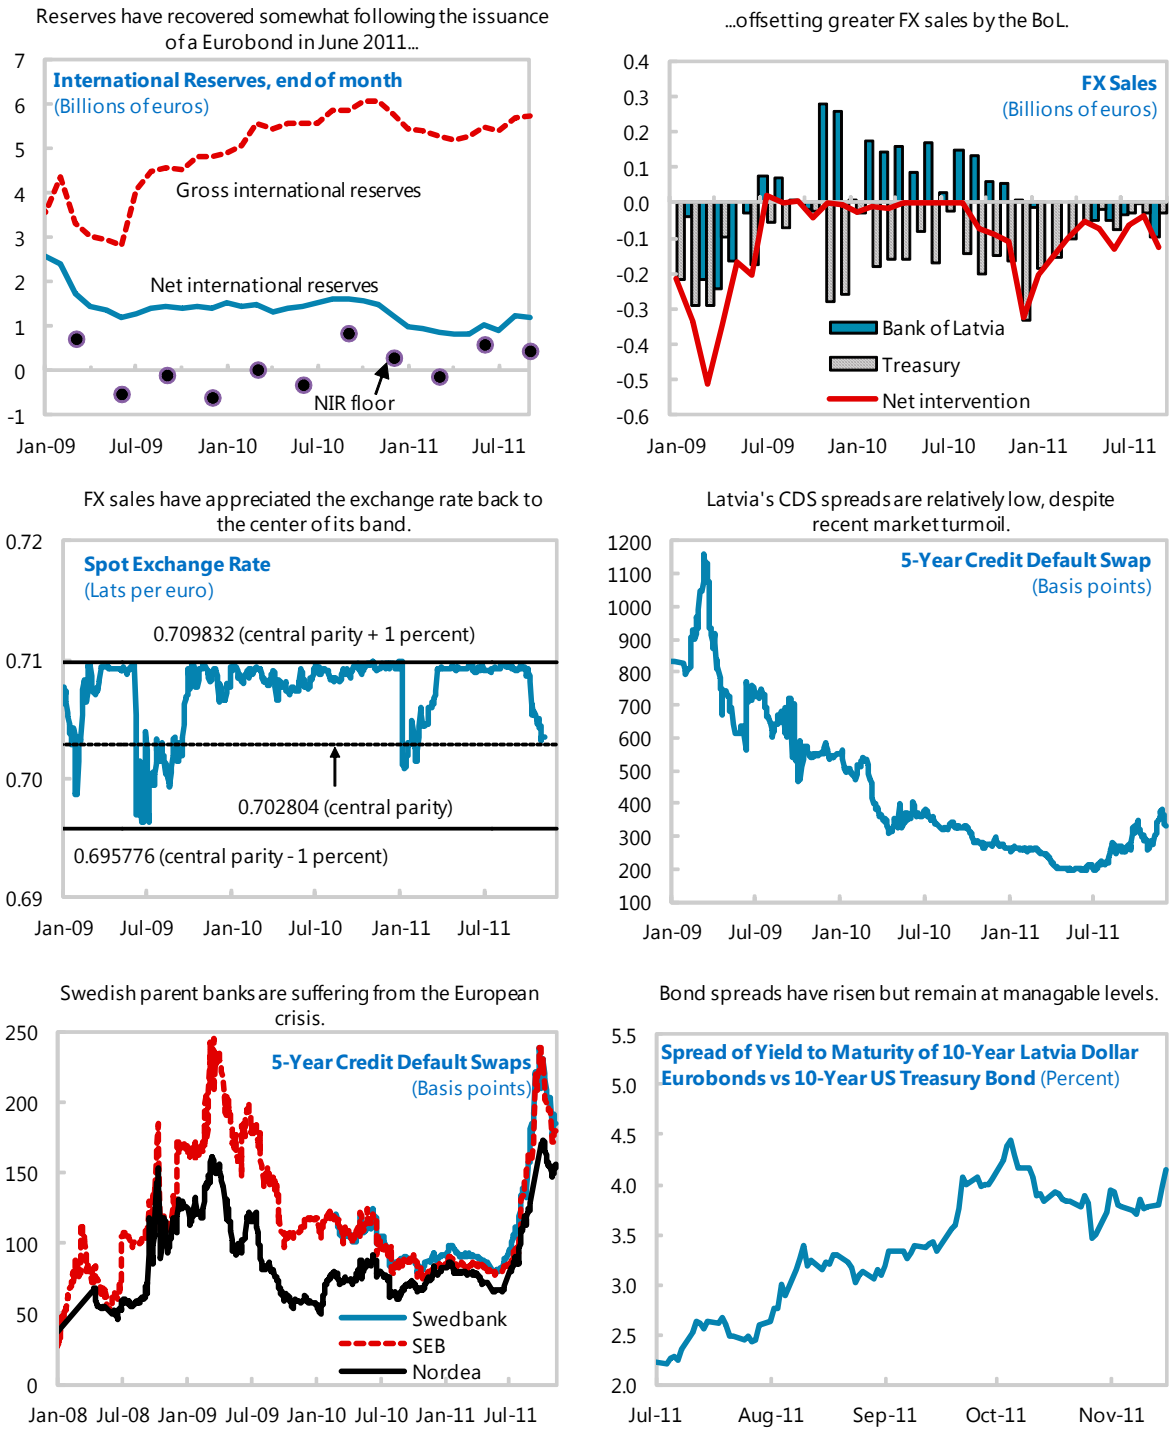 Reserves have recovered somewhat following the issuance
of a Eurobond in June 2011...
International Reserves, end of month
(Billions of euros)
7
6
5
4
3
2
1
0
-1
Gross international reserves
Net international reserves
NIR floor
Jan-09 Jul-09 Jan-10 Jul-10 Jan-11 Jul-11
...offsetting greater FX sales by the BoL.
FX Sales
(Billions of euros)
0.4
0.3
0.2
0.1
0.0
-0.1
-0.2
-0.3
-0.4
-0.5
-0.6
Bank of Latvia
Treasury
Net intervention
Jan-09 Jul-09 Jan-10 Jul-10 Jan-11 Jul-11
FX sales have appreciated the exchange rate back to
the center of its band.
0.72
0.71
0.70
0.69
Spot Exchange Rate
(Lats per euro)
0.709832 (central parity + 1 percent)
0.702804 (central parity)
0.695776 (central parity - 1 percent)
Jan-09 Jul-09 Jan-10 Jul-10 Jan-11 Jul-11
Latvia's CDS spreads are relatively low, despite
recent market turmoil.
1200
1100
1000
900
800
700
600
500
400
300
200
100
5-Year Credit Default Swap
(Basis points)
Jan-09 Jul-09 Jan-10 Jul-10 Jan-11 Jul-11
Swedish parent banks are suffering from the European
crisis.
250
200
150
100
50
0
5-Year Credit Default Swaps
(Basis points)
Swedbank
SEB
Nordea
Jan-08 Jul-08 Jan-09 Jul-09 Jan-10 Jul-10 Jan-11 Jul-11
Bond spreads have risen but remain at managable levels.
5.5
5.0
4.5
4.0
3.5
3.0
2.5
2.0
Spread of Yield to Maturity of 10-Year Latvia Dollar
Eurobonds vs 10-Year US Treasury Bond (Percent)
Jul-11 Aug-11 Sep-11 Oct-11 Nov-11